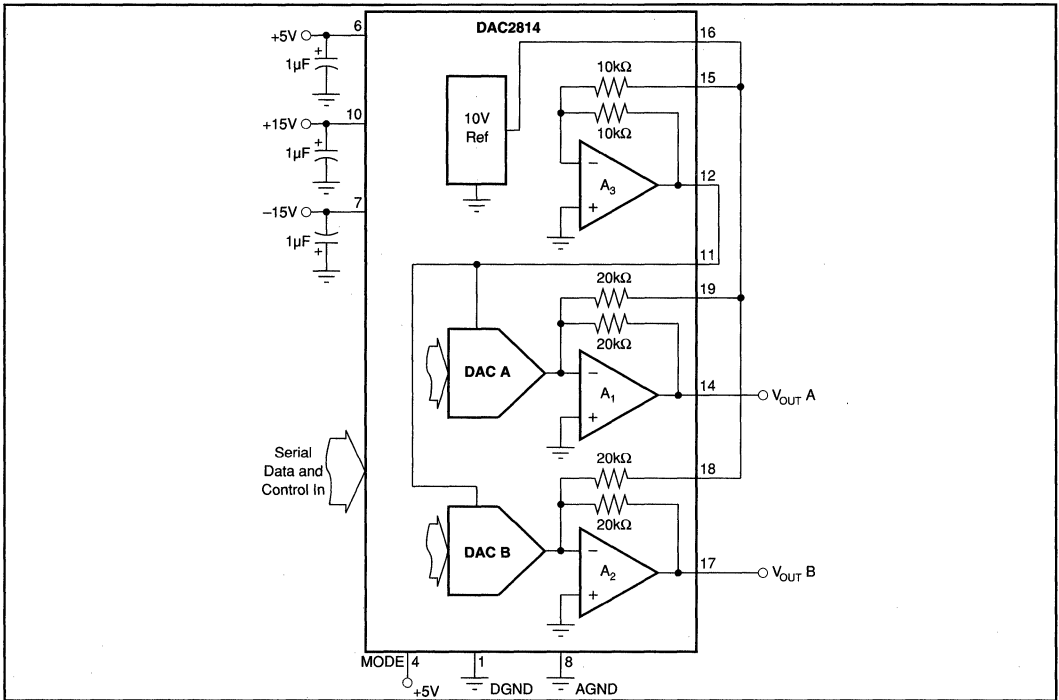 DAC2814
6
+5V
1µF
+
10
+15V
1µF
+
7
–15V
1µF
+
10V
Ref
16
10kΩ
15
10kΩ
–
A3
+
12
11
20kΩ
19
20kΩ
DAC A
–
A1
+
14
VOUT A
Serial
Data and
Control In
20kΩ
18
20kΩ
DAC B
–
A2
+
17
VOUT B
MODE
4
1
8
+5V
DGND
AGND